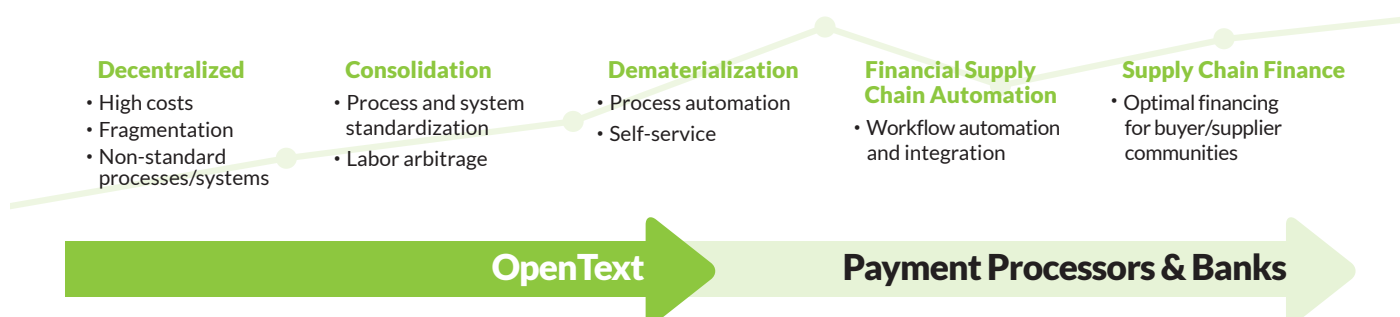 Decentralized
• High costs
• Fragmentation
• Non-standard
processes/systems
Consolidation
• Process and system
standardization
• Labor arbitrage
Dematerialization
• Process automation
• Self-service
Financial Supply
Chain Automation
• Workflow automation
and integration
Supply Chain Finance
• Optimal financing
for buyer/supplier
communities
OpenText
Payment Processors & Banks